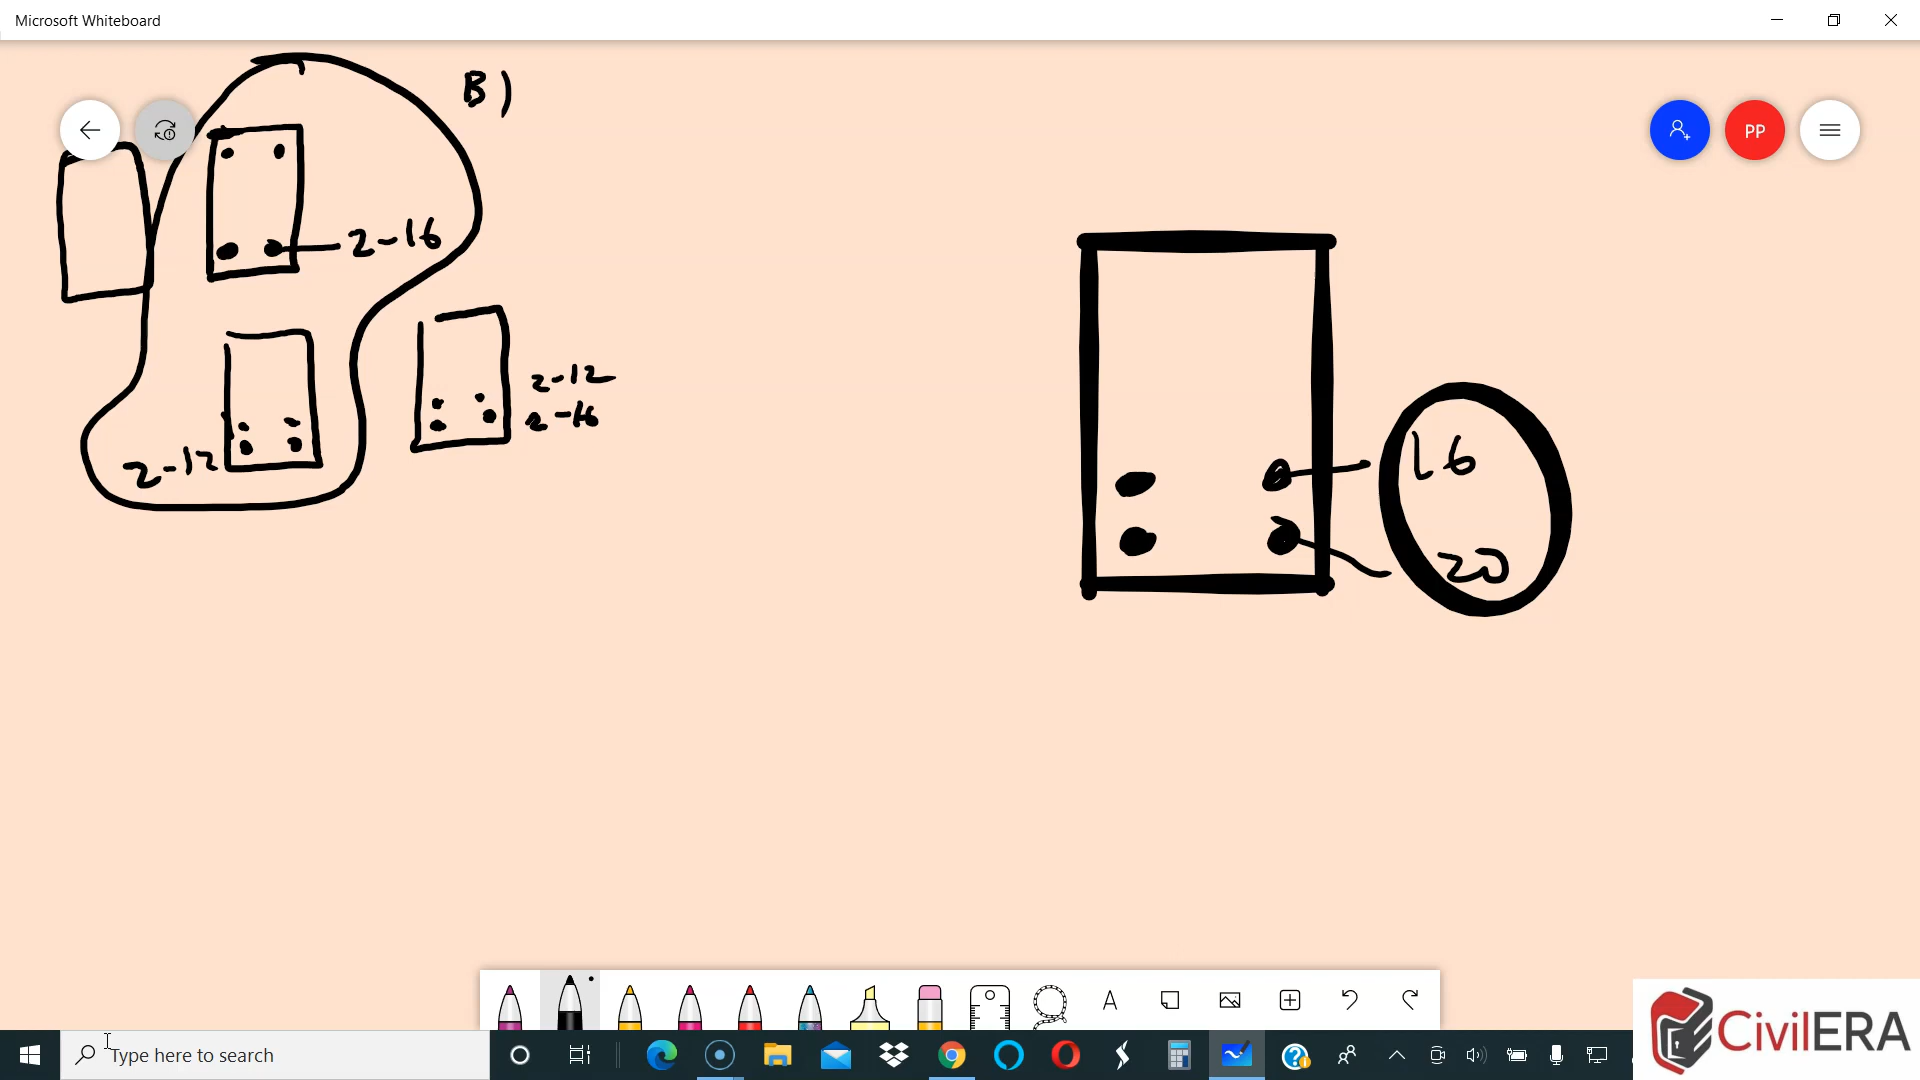 Microsoft Whiteboard
B)
PP
2-16
2-12
2-16
2-12
16
20
A
Type here to search
CivilERA